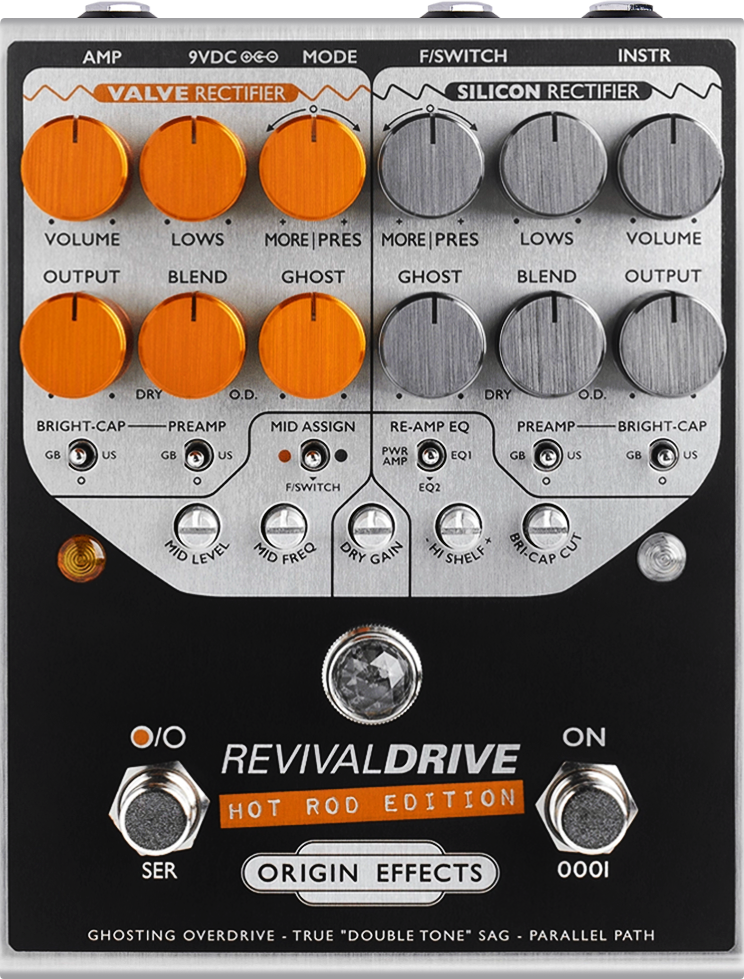 AMP 9VDC MODE F/SWITCH INSTR
VALVE RECTIFIER SILICON RECTIFIER
+ + + +
VOLUME LOWS MORE|PRES MORE|PRES LOWS VOLUME
OUTPUT BLEND GHOST GHOST BLEND OUTPUT
DRY O.D. DRY O.D.
BRIGHT-CAP PREAMP MID ASSIGN RE-AMP EQ PREAMP BRIGHT-CAP
GB US GB US PWR AMP EQ1 GB US GB US
F/SWITCH EQ2
MID LEVEL MID FREQ DRY GAIN - HI SHELF + BRI-CAP CUT
O/O ON
REVIVALDRIVE
HOT ROD EDITION
ORIGIN EFFECTS
SER 0001
GHOSTING OVERDRIVE - TRUE "DOUBLE TONE" SAG - PARALLEL PATH